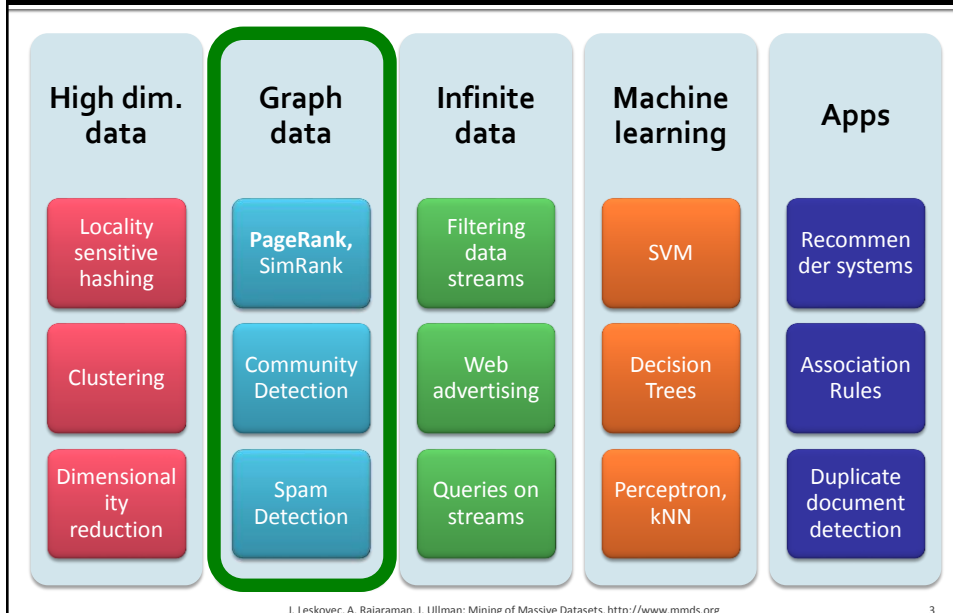 High dim.
data
Locality
sensitive
hashing
Clustering
Dimensional
ity
reduction
Graph
data
PageRank,
SimRank
Community
Detection
Spam
Detection
Infinite
data
Filtering
data
streams
Web
advertising
Queries on
streams
Machine
learning
SVM
Decision
Trees
Perceptron,
kNN
Apps
Recommen
der systems
Association
Rules
Duplicate
document
detection
J. Leskovec, A. Rajaraman, J. Ullman: Mining of Massive Datasets, http://www.mmds.org
3